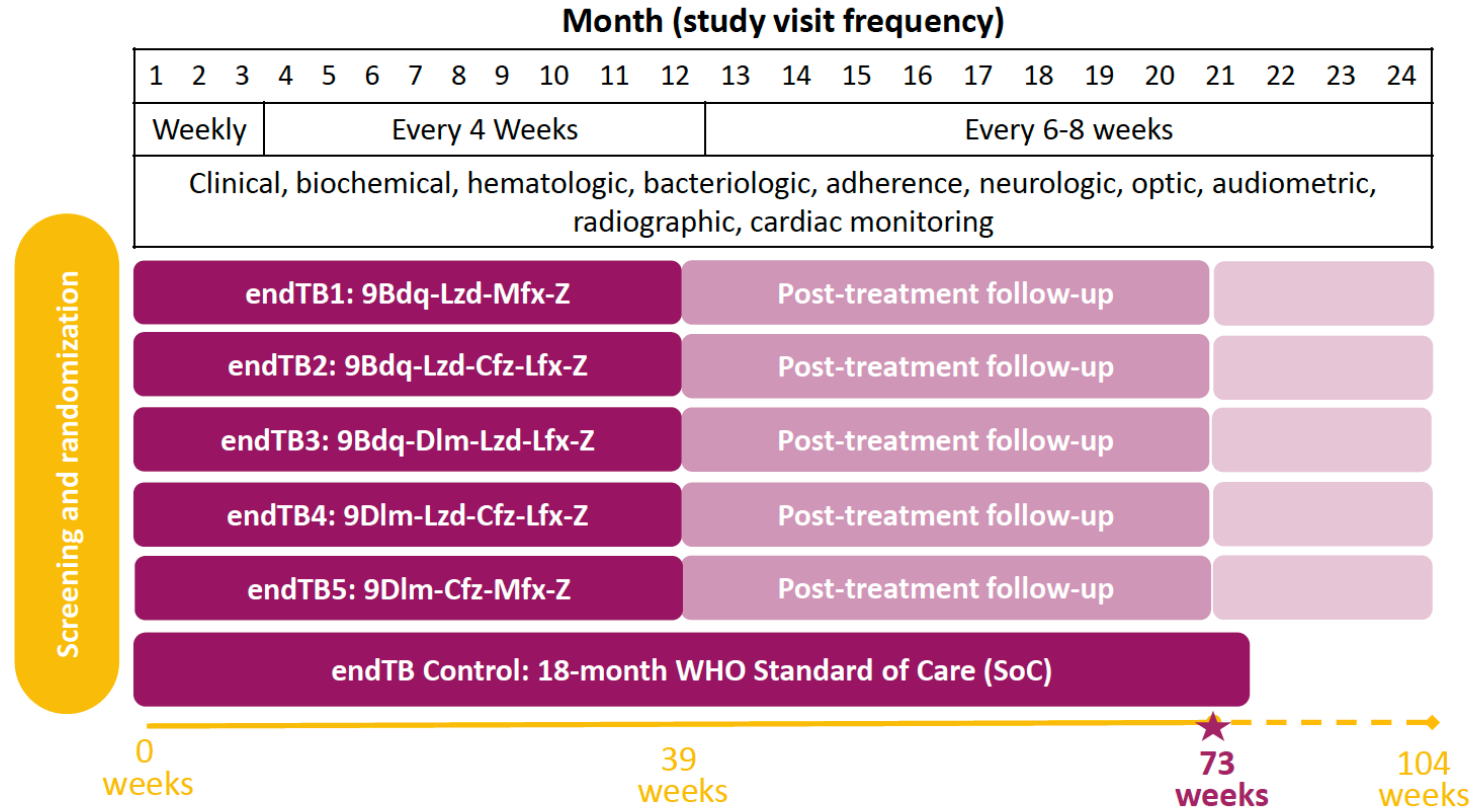 Month (study visit frequency)
1 2 3 4 5 6 7 8 9 10 11 12 13 14 15 16 17 18 19 20 21 22 23 24
Weekly Every 4 Weeks Every 6-8 weeks
Clinical, biochemical, hematologic, bacteriologic, adherence, neurologic, optic, audiometric,
radiographic, cardiac monitoring
Screening and randomization
endTB1: 9Bdq-Lzd-Mfx-Z Post-treatment follow-up
endTB2: 9Bdq-Lzd-Cfz-Lfx-Z Post-treatment follow-up
endTB3: 9Bdq-Dlm-Lzd-Lfx-Z Post-treatment follow-up
endTB4: 9Dlm-Lzd-Cfz-Lfx-Z Post-treatment follow-up
endTB5: 9Dlm-Cfz-Mfx-Z Post-treatment follow-up
endTB Control: 18-month WHO Standard of Care (SoC)
0 39 73 104
weeks weeks weeks weeks